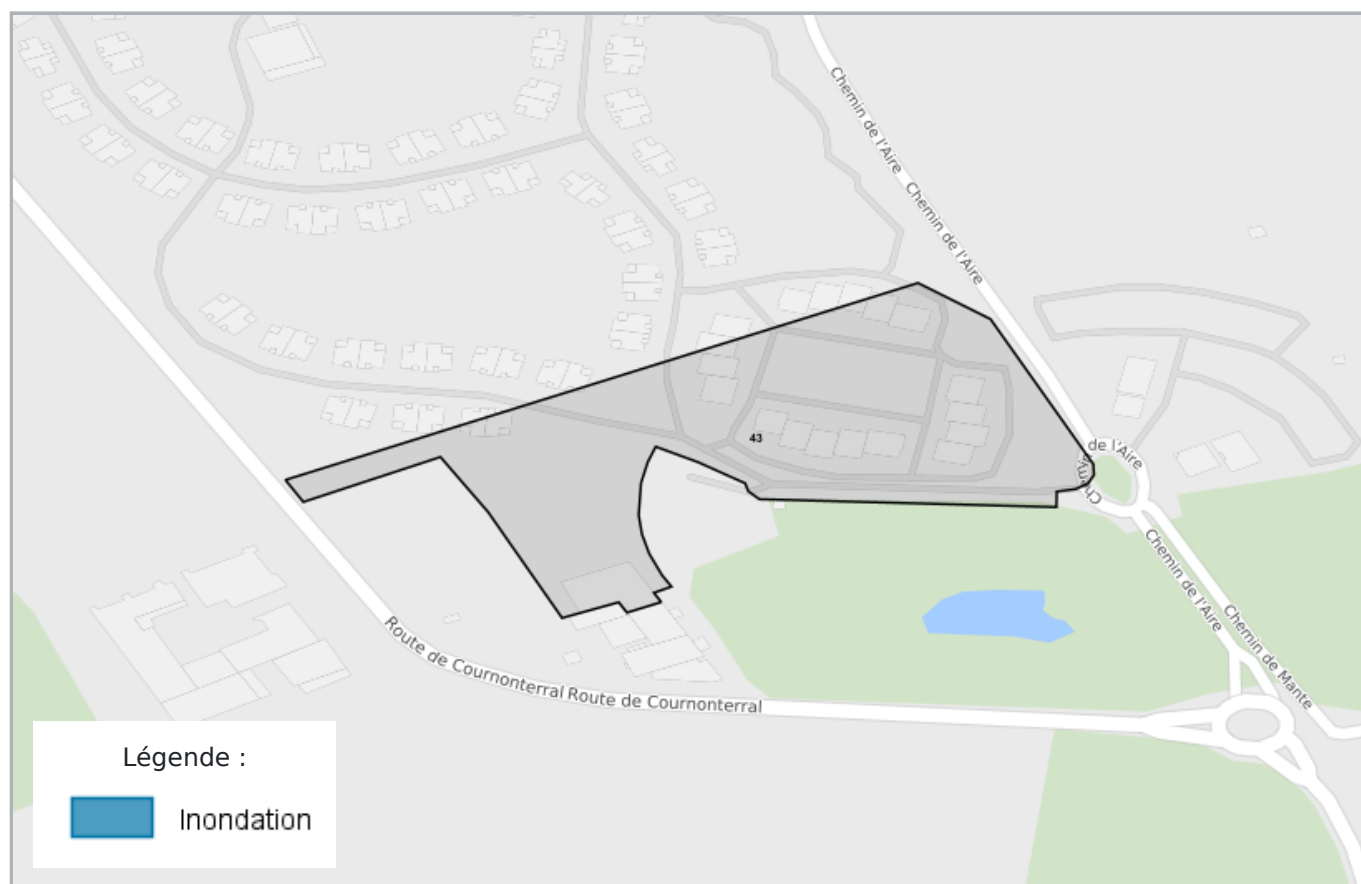 Chemin de l'Aire
Chemin de l'Aire
43
Chemin de l'Aire
Chemin de l'Aire
Chemin de Mante
Route de Cournonterral
Route de Cournonterral
Légende :
Inondation